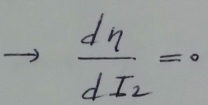 → dη/dI₂ = 0